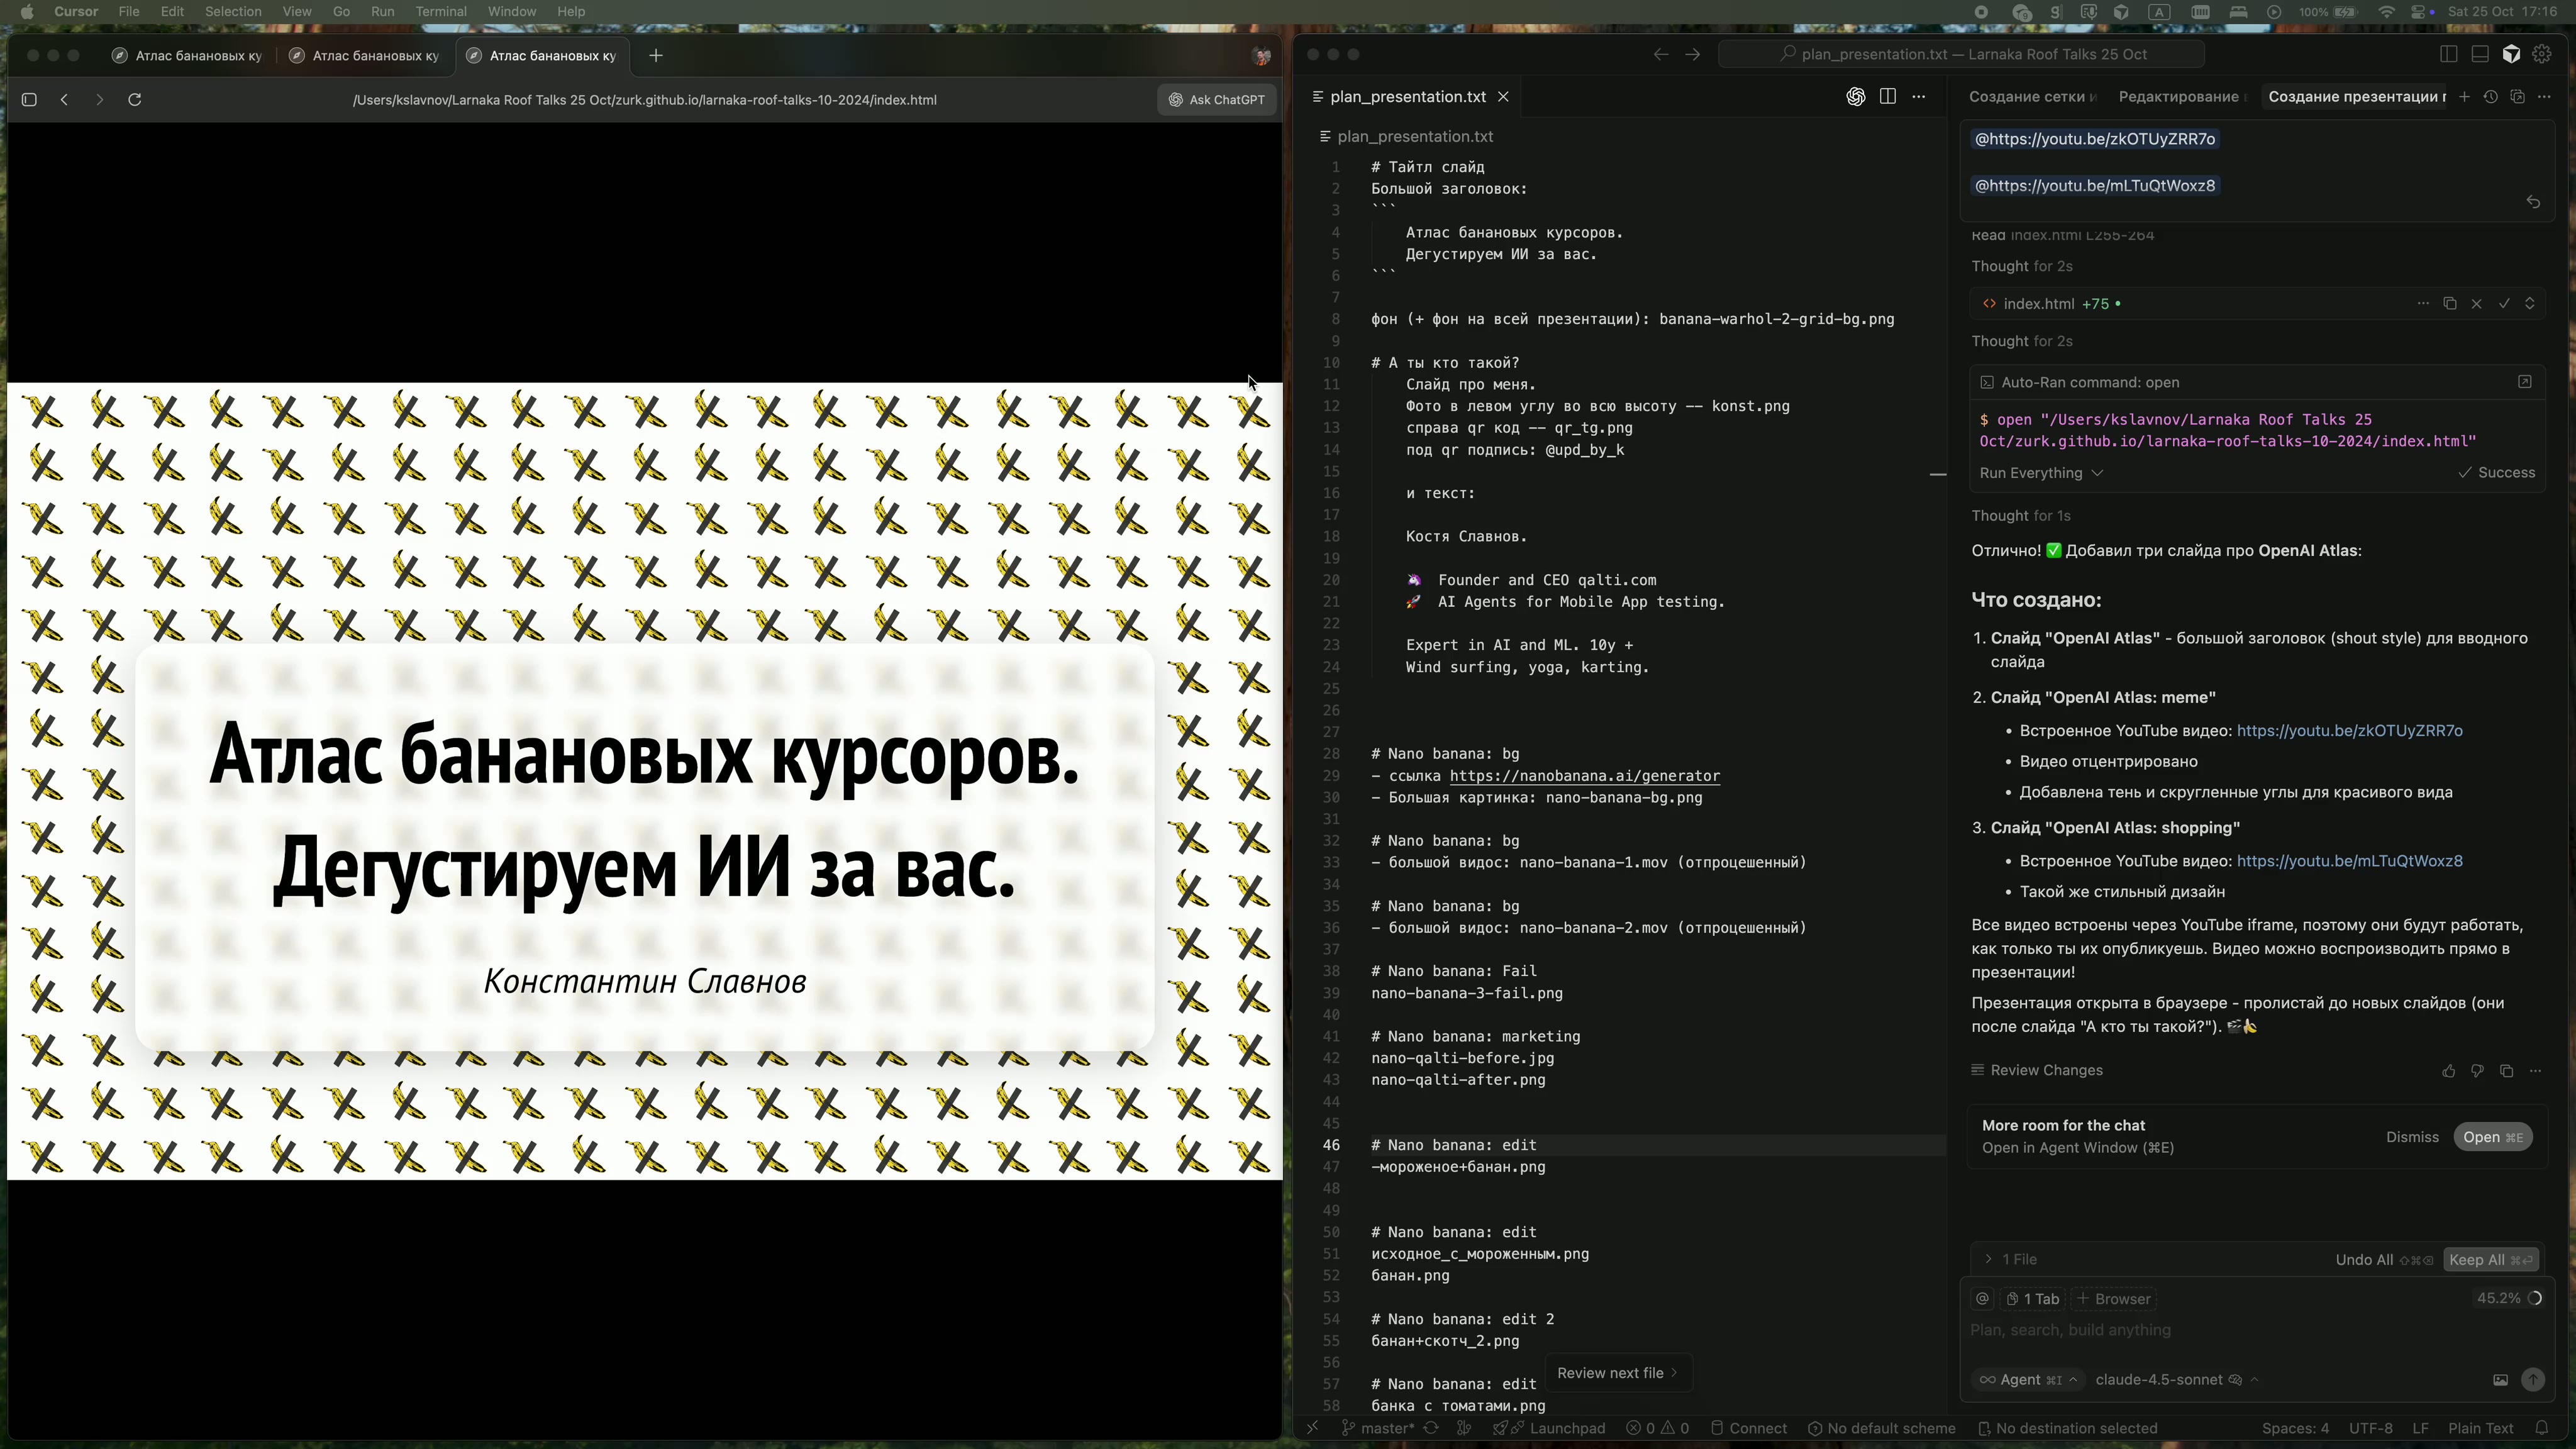 Cursor File Edit Selection View Go Run Terminal Window Help
100% Sat 25 Oct 17:16
Атлас банановых ку
Атлас банановых ку
Атлас банановых ку
/Users/kslavnov/Larnaka Roof Talks 25 Oct/zurk.github.io/larnaka-roof-talks-10-2024/index.html
Ask ChatGPT
Атлас банановых курсоров.
Дегустируем ИИ за вас.
Константин Славнов
plan_presentation.txt — Larnaka Roof Talks 25 Oct
plan_presentation.txt
plan_presentation.txt
1 # Тайтл слайд
2 Большой заголовок:
3 ```
4 Атлас банановых курсоров.
5 Дегустируем ИИ за вас.
6 ```
7
8 фон (+ фон на всей презентации): banana-warhol-2-grid-bg.png
9
10 # А ты кто такой?
11 Слайд про меня.
12 Фото в левом углу во всю высоту -- konst.png
13 справа qr код -- qr_tg.png
14 под qr подпись: @upd_by_k
15
16 и текст:
17
18 Костя Славнов.
19
20 🦄 Founder and CEO qalti.com
21 🚀 AI Agents for Mobile App testing.
22
23 Expert in AI and ML. 10y +
24 Wind surfing, yoga, karting.
25
26
27
28 # Nano banana: bg
29 - ссылка https://nanobanana.ai/generator
30 - Большая картинка: nano-banana-bg.png
31
32 # Nano banana: bg
33 - большой видос: nano-banana-1.mov (отпроцешенный)
34
35 # Nano banana: bg
36 - большой видос: nano-banana-2.mov (отпроцешенный)
37
38 # Nano banana: Fail
39 nano-banana-3-fail.png
40
41 # Nano banana: marketing
42 nano-qalti-before.jpg
43 nano-qalti-after.png
44
45
46 # Nano banana: edit
47 -мороженое+банан.png
48
49
50 # Nano banana: edit
51 исходное_с_мороженным.png
52 банан.png
53
54 # Nano banana: edit 2
55 банан+скотч_2.png
56
57 # Nano banana: edit
58 банка с томатами.png
Review next file
Создание сетки и
Редактирование
Создание презентации
@https://youtu.be/zkOTUyZRR7o
@https://youtu.be/mLTuQtWoxz8
Read index.html L255-264
Thought for 2s
index.html +75 •
Thought for 2s
Auto-Ran command: open
$ open "/Users/kslavnov/Larnaka Roof Talks 25
Oct/zurk.github.io/larnaka-roof-talks-10-2024/index.html"
Run Everything
Success
Thought for 1s
Отлично! ✅ Добавил три слайда про OpenAI Atlas:
Что создано:
1. Слайд "OpenAI Atlas" - большой заголовок (shout style) для вводного
слайда
2. Слайд "OpenAI Atlas: meme"
• Встроенное YouTube видео: https://youtu.be/zkOTUyZRR7o
• Видео отцентрировано
• Добавлена тень и скругленные углы для красивого вида
3. Слайд "OpenAI Atlas: shopping"
• Встроенное YouTube видео: https://youtu.be/mLTuQtWoxz8
• Такой же стильный дизайн
Все видео встроены через YouTube iframe, поэтому они будут работать,
как только ты их опубликуешь. Видео можно воспроизводить прямо в
презентации!
Презентация открыта в браузере - пролистай до новых слайдов (они
после слайда "А кто ты такой?"). 🎬🍌
Review Changes
More room for the chat
Open in Agent Window (⌘E)
Dismiss
Open ⌘E
1 File
Undo All ⇧⌘⌫
Keep All ⌘⏎
@ 1 Tab + Browser
45.2%
Plan, search, build anything
Agent ⌘I
claude-4.5-sonnet
master* Launchpad 0 0 Connect No default scheme No destination selected Spaces: 4 UTF-8 LF Plain Text